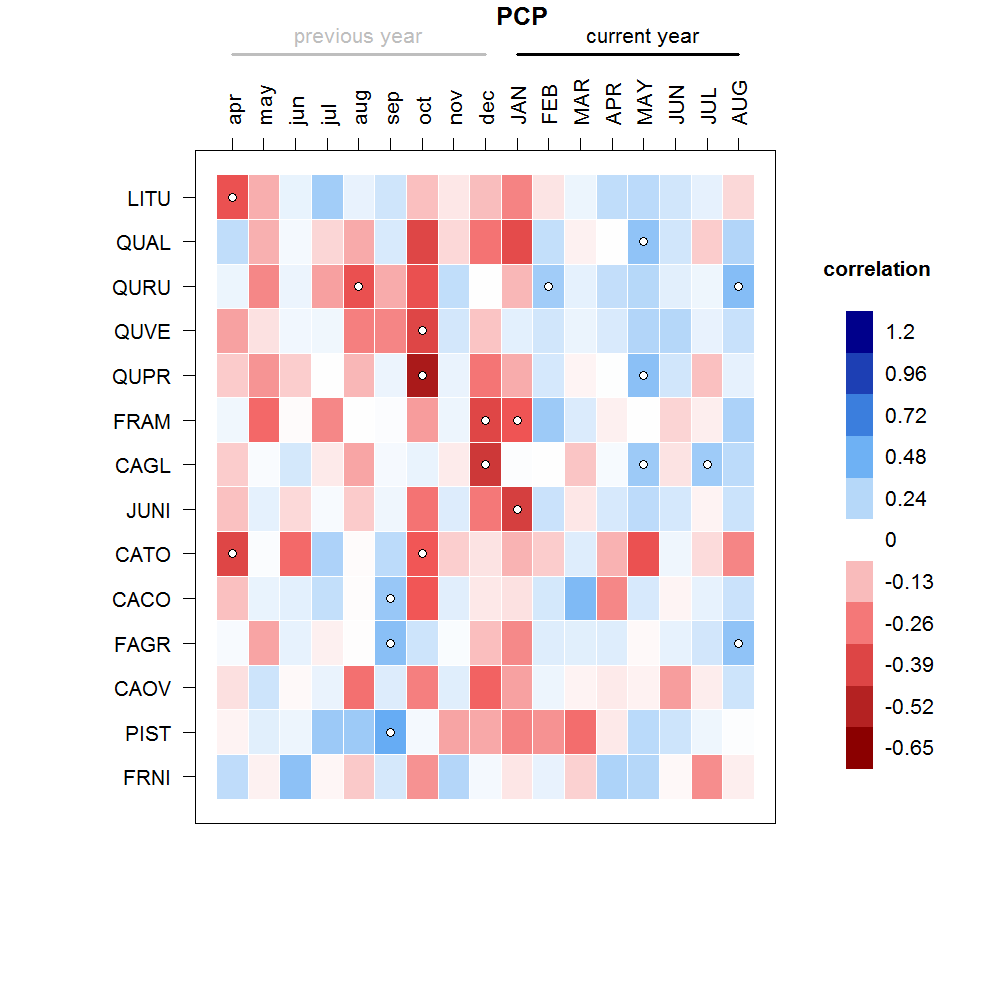 PCP
previous year current year
apr may jun jul aug sep oct nov dec JAN FEB MAR APR MAY JUN JUL AUG
LITU
QUAL
QURU
QUVE
QUPR
FRAM
CAGL
JUNI
CATO
CACO
FAGR
CAOV
PIST
FRNI
correlation
1.2
0.96
0.72
0.48
0.24
0
-0.13
-0.26
-0.39
-0.52
-0.65